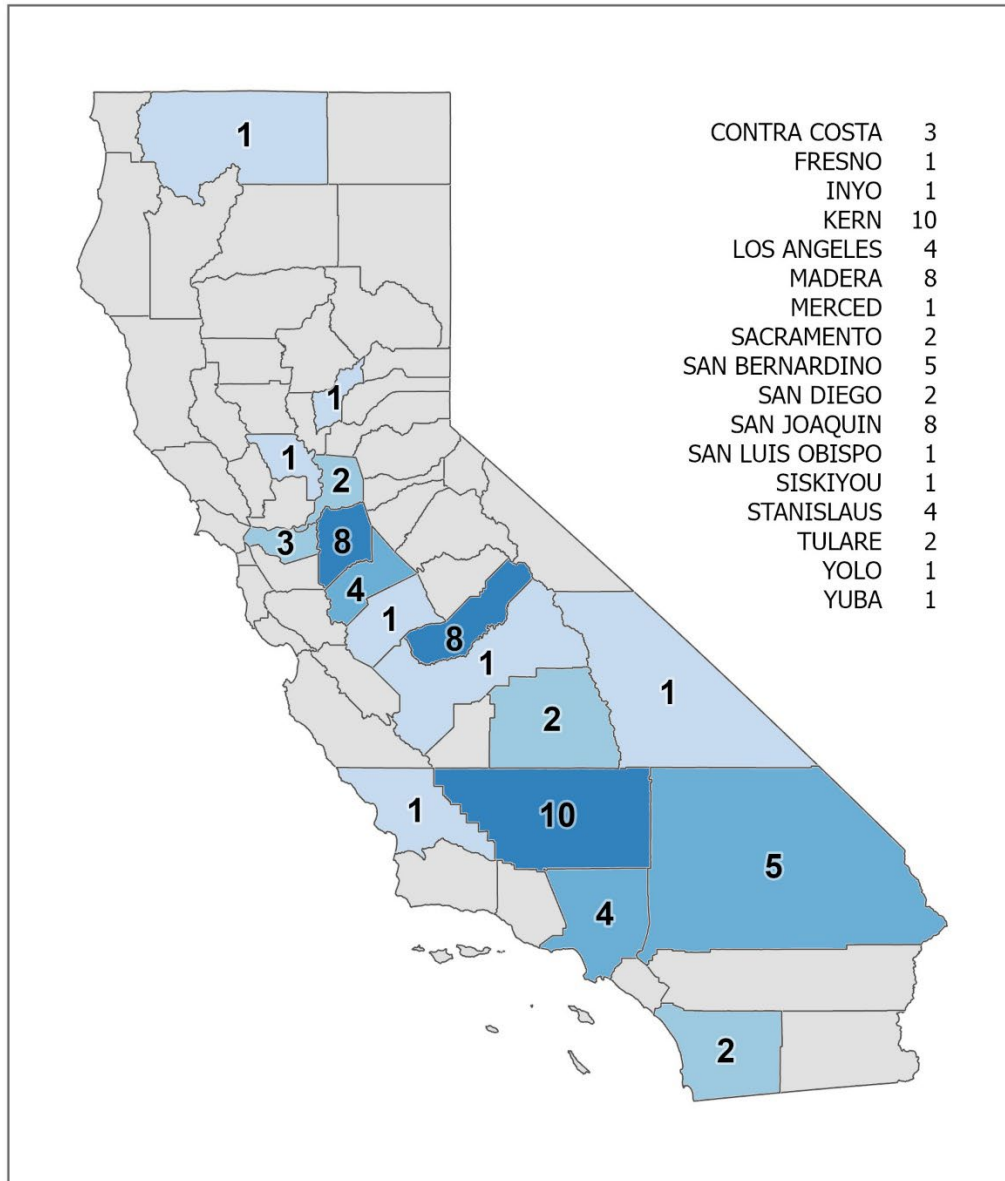 1
CONTRA COSTA 3
FRESNO 1
INYO 1
KERN 10
LOS ANGELES 4
MADERA 8
MERCED 1
SACRAMENTO 2
SAN BERNARDINO 5
SAN DIEGO 2
SAN JOAQUIN 8
SAN LUIS OBISPO 1
SISKIYOU 1
STANISLAUS 4
TULARE 2
YOLO 1
YUBA 1
1
1
2
3
8
4
1
8
1
1
2
1
10
5
4
2